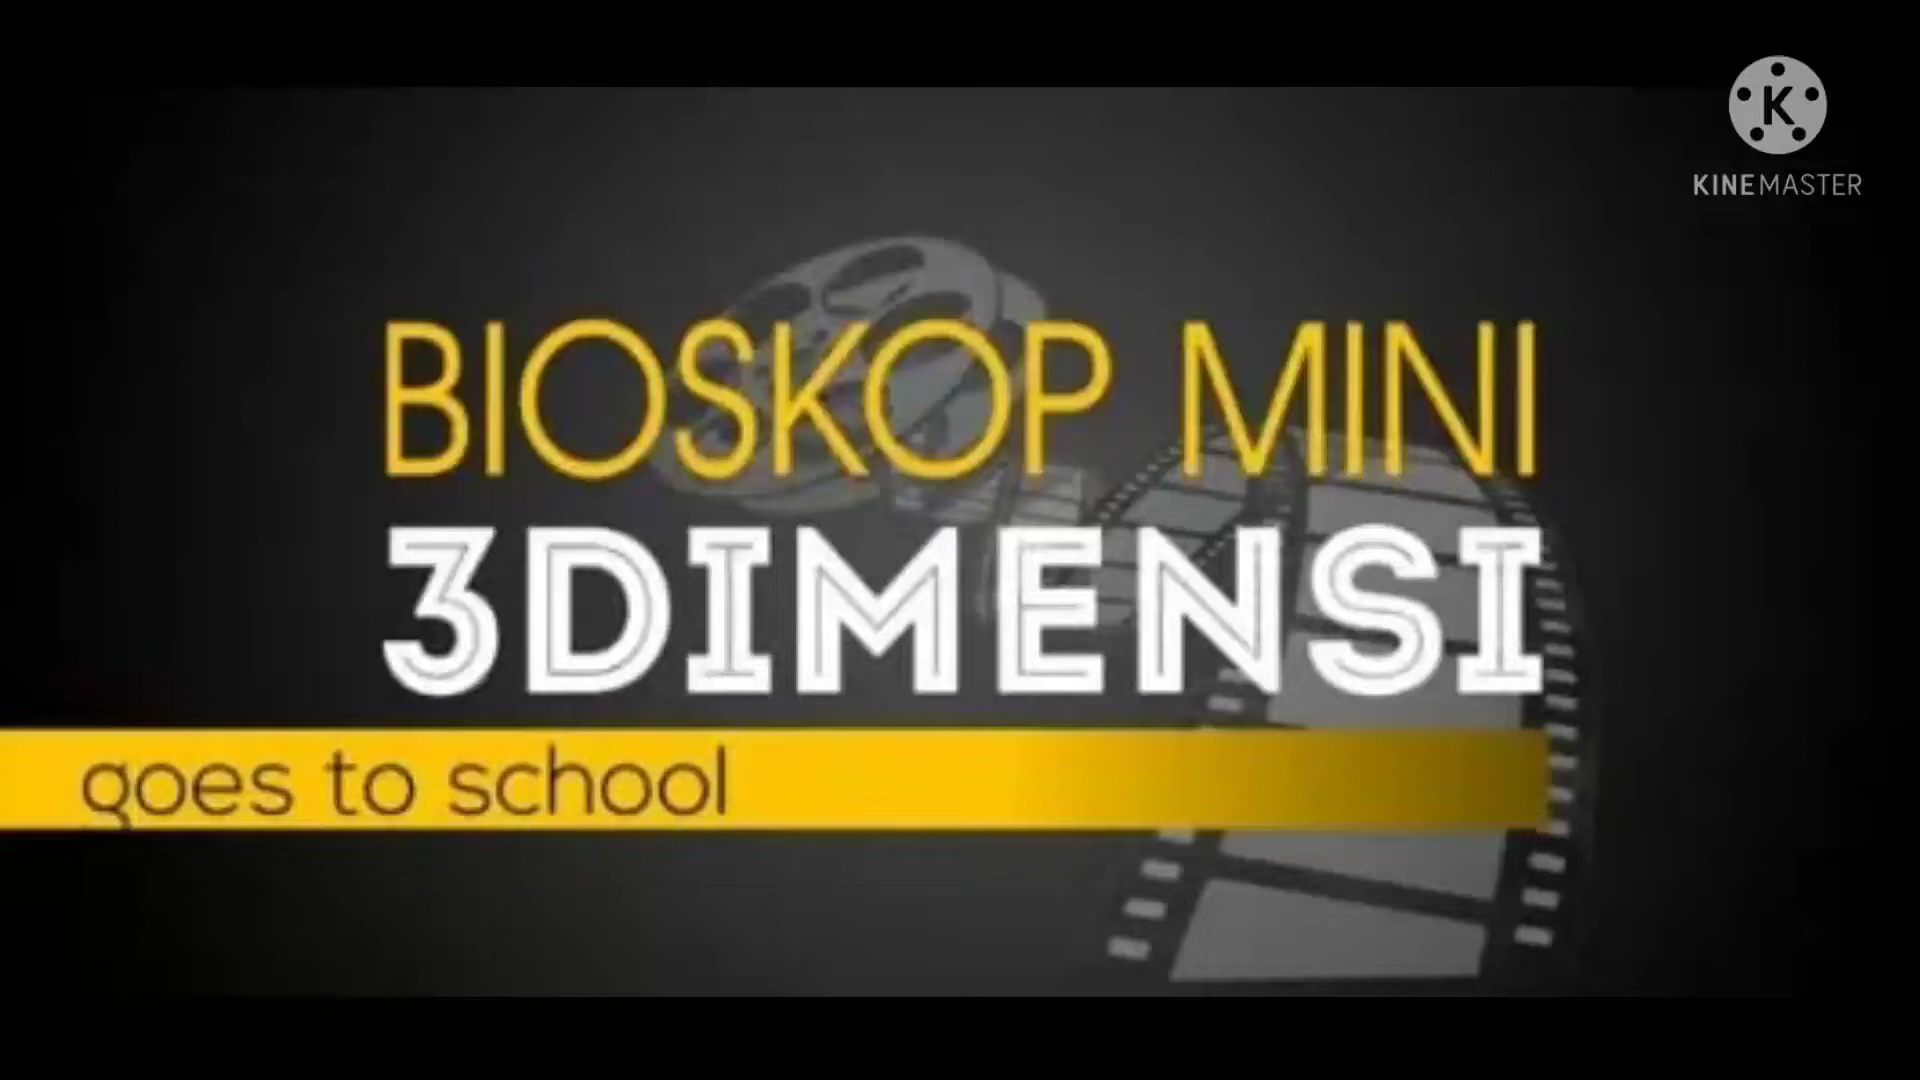 K
KINEMASTER
BIOSKOP MINI
3DIMENSI
goes to school